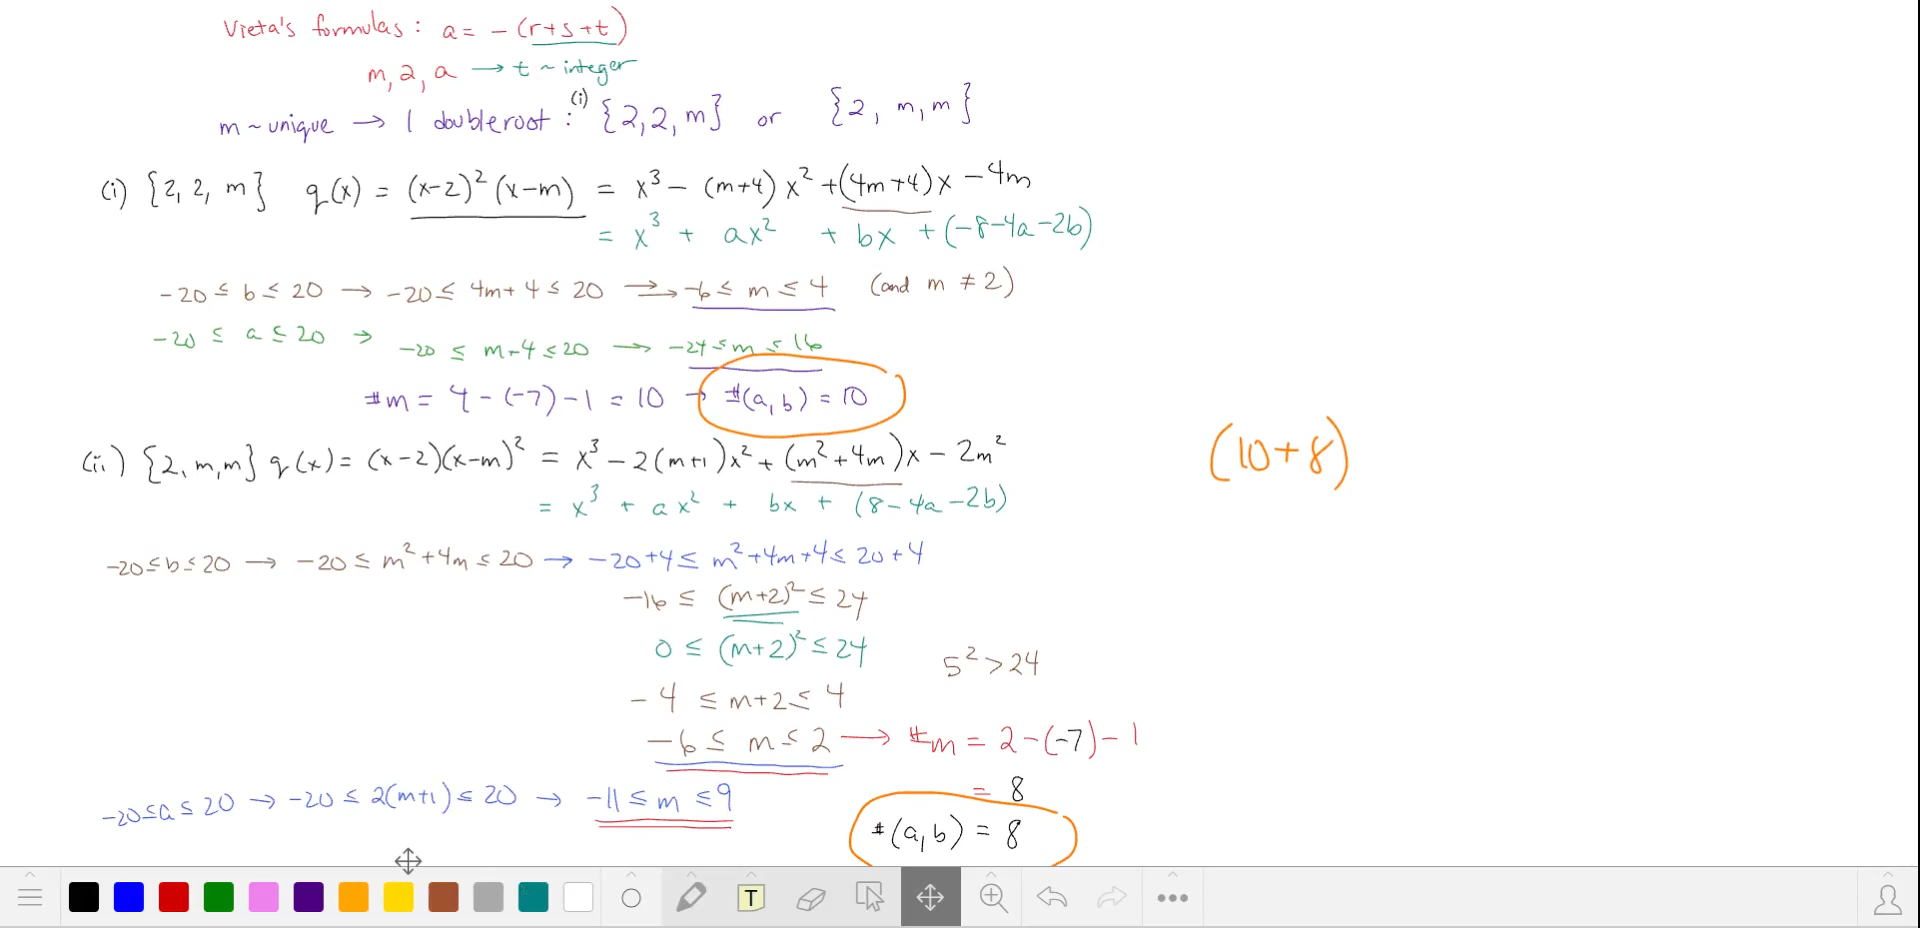 Vieta's formulas: a = - (r+s+t)
m, 2, a → t ~ integer
m ~ unique → 1 double root: (i) {2,2,m} or {2, m, m}
(i) {2, 2, m} q(x) = (x-2)² (x-m) = x³ - (m+4) x² + (4m+4)x - 4m
= x³ + ax² + bx + (-8-4a-2b)
-20 ≤ b ≤ 20 → -20 ≤ 4m+4 ≤ 20 → -6 ≤ m ≤ 4 (and m ≠ 2)
-20 ≤ a ≤ 20 → -20 ≤ m+4 ≤ 20 → -24 ≤ m ≤ 16
#m = 4 - (-7) - 1 = 10 → #(a,b) = 10
(ii) {2, m, m} q(x) = (x-2)(x-m)² = x³ - 2(m+1)x² + (m²+4m)x - 2m²
(10+8)
= x³ + ax² + bx + (8-4a-2b)
-20 ≤ b ≤ 20 → -20 ≤ m²+4m ≤ 20 → -20+4 ≤ m²+4m+4 ≤ 20+4
-16 ≤ (m+2)² ≤ 24
0 ≤ (m+2)² ≤ 24
5² > 24
-4 ≤ m+2 ≤ 4
-6 ≤ m ≤ 2 → #m = 2-(-7)-1
= 8
-20 ≤ a ≤ 20 → -20 ≤ 2(m+1) ≤ 20 → -11 ≤ m ≤ 9
#(a,b) = 8
T